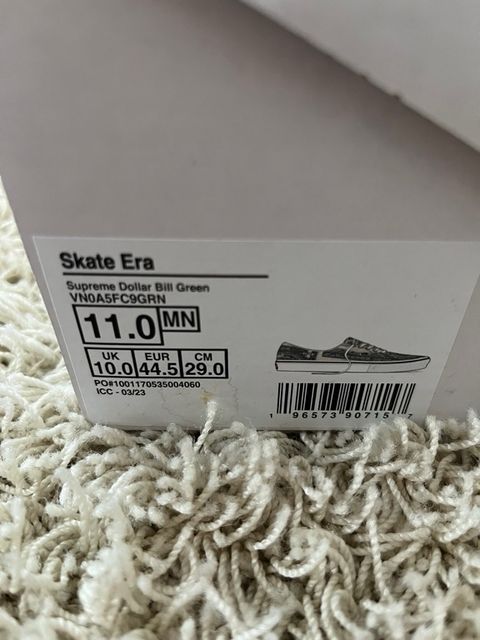 Skate Era
Supreme Dollar Bill Green
VN0A5FC9GRN
11.0 MN
UK EUR CM
10.0 44.5 29.0
PO#1001170535004060
ICC - 03/23
1 96573 90715 7